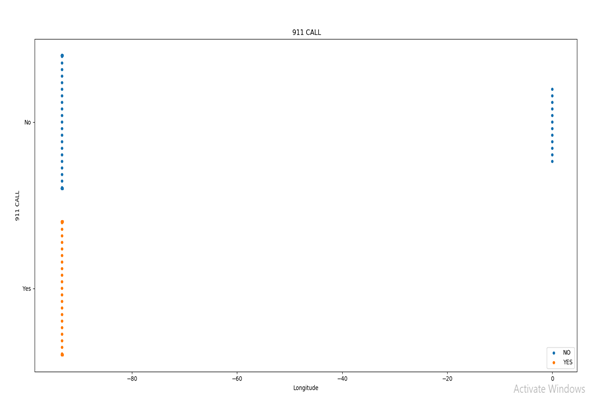 911 CALL
No
911 CALL
Yes
−80
−60
−40
−20
0
Longitude
NO
YES
Activate Windows